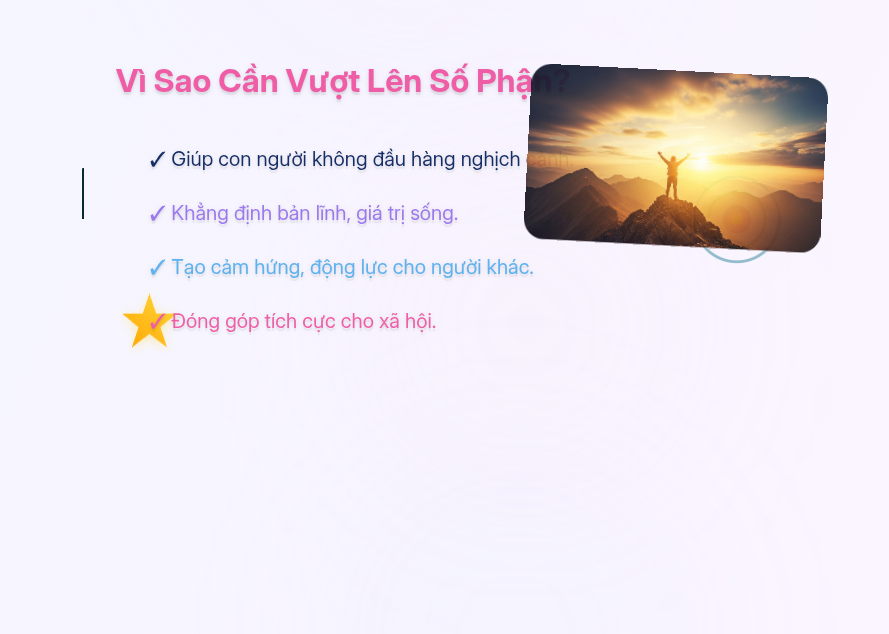 Vì Sao Cần Vượt Lên Số Phận?
✓ Giúp con người không đầu hàng nghịch cảnh.
✓ Khẳng định bản lĩnh, giá trị sống.
✓ Tạo cảm hứng, động lực cho người khác.
✓ Đóng góp tích cực cho xã hội.